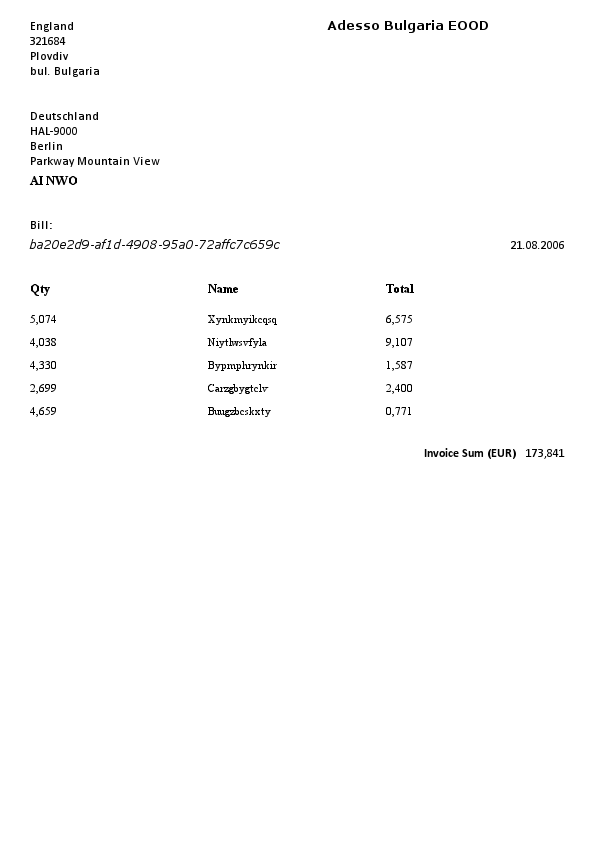 England
Adesso Bulgaria EOOD
321684
Plovdiv
bul. Bulgaria
Deutschland
HAL-9000
Berlin
Parkway Mountain View
AI NWO
Bill:
ba20e2d9-af1d-4908-95a0-72affc7c659c 21.08.2006
Qty Name Total
5,074 Xynkmyikcqsq 6,575
4,038 Niytlwsvfyla 9,107
4,330 Bypmphrynkir 1,587
2,699 Carzgbygtclv 2,400
4,659 Buugzbcskxty 0,771
Invoice Sum (EUR) 173,841